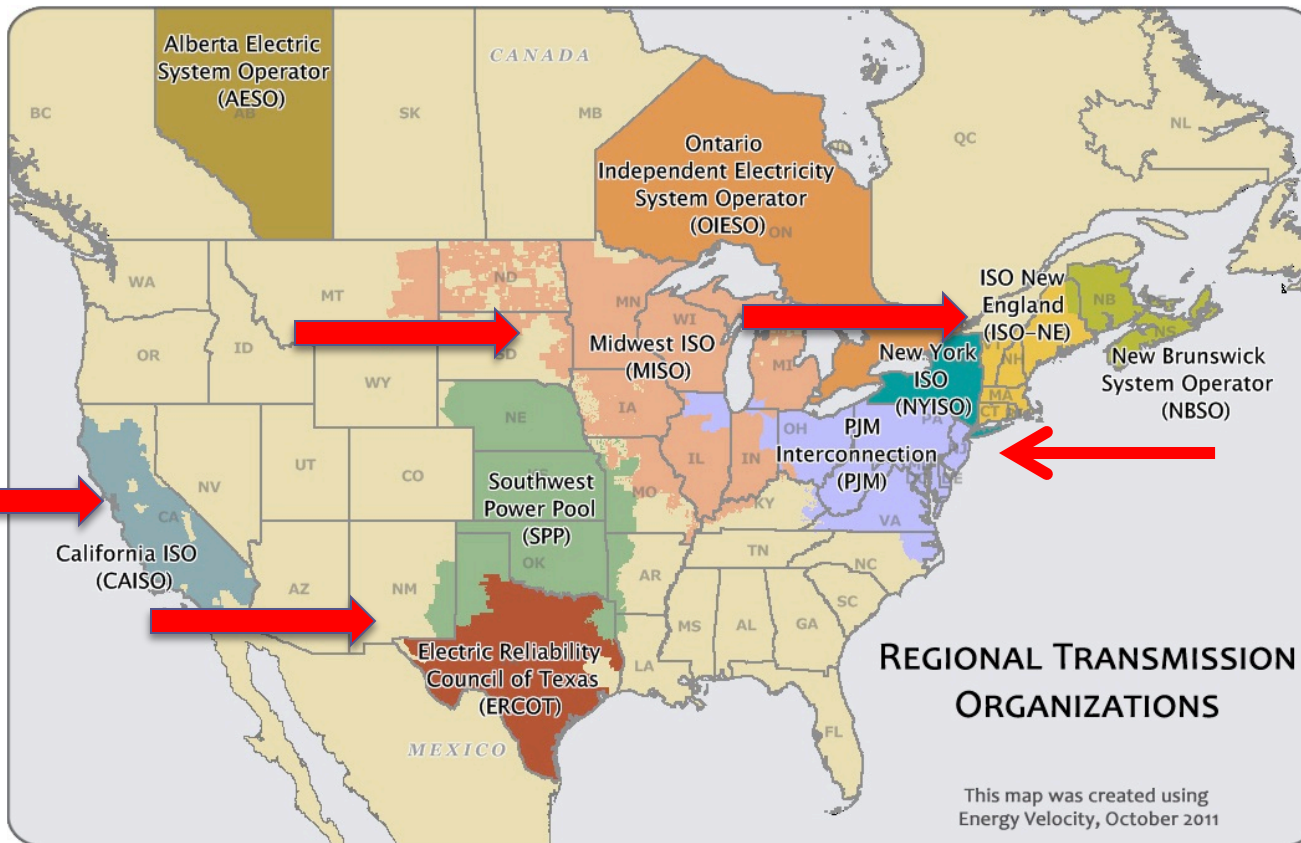 Alberta Electric
System Operator
(AESO)
AB
CANADA
BC
SK
MB
Ontario
Independent Electricity
System Operator
(OIESO)
ON
QC
NL
WA
MT
ND
MN
ISO New
England
(ISO-NE)
NB
NS
New Brunswick
System Operator
(NBSO)
OR
ID
SD
WI
Midwest ISO
(MISO)
MI
New York
ISO
(NYISO)
VT
NH
MA
CT
WY
IA
NE
PA
OH
PJM
Interconnection
(PJM)
NJ
DE
NV
UT
CO
IL
IN
MO
KY
VA
Southwest
Power Pool
(SPP)
CA
California ISO
(CAISO)
AZ
NM
OK
AR
TN
NC
SC
MS
AL
GA
LA
FL
Electric Reliability
Council of Texas
(ERCOT)
MEXICO
REGIONAL TRANSMISSION
ORGANIZATIONS
This map was created using
Energy Velocity, October 2011